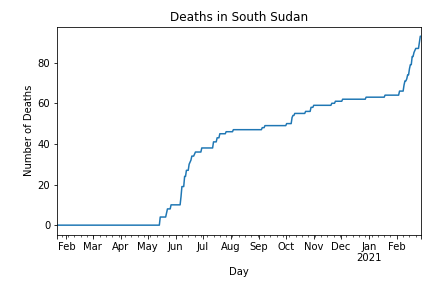 Deaths in South Sudan
Number of Deaths
80
60
40
20
0
Feb Mar Apr May Jun Jul Aug Sep Oct Nov Dec Jan Feb
2021
Day